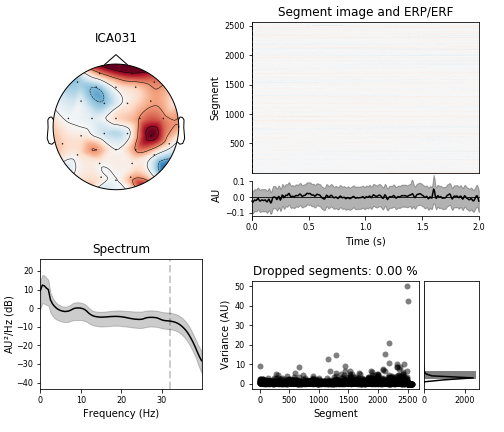 ICA031
Segment image and ERP/ERF
Segment
2500
2000
1500
1000
500
AU
0.1
0.0
−0.1
0.0 0.5 1.0 1.5 2.0
Time (s)
Spectrum
AU²/Hz (dB)
20
10
0
−10
−20
−30
−40
0 10 20 30
Frequency (Hz)
Dropped segments: 0.00 %
Variance (AU)
50
40
30
20
10
0
0 500 1000 1500 2000 2500
Segment
0 2000